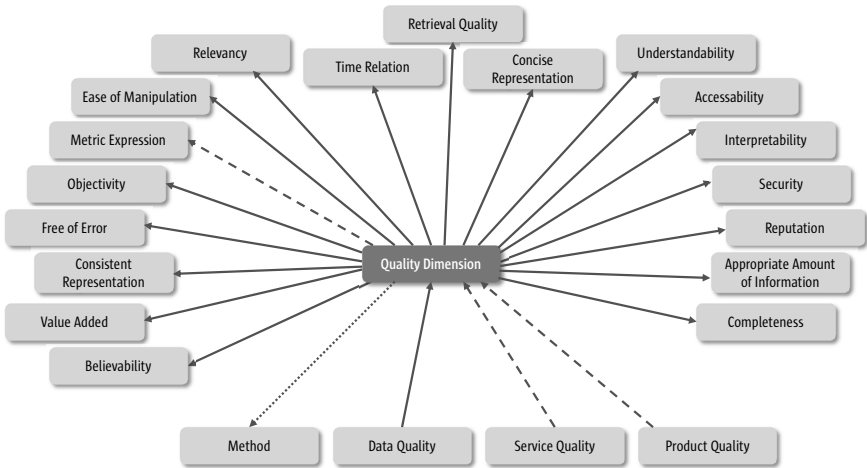 Retrieval Quality
Relevancy
Time Relation
Concise
Representation
Understandability
Ease of Manipulation
Accessability
Metric Expression
Interpretability
Objectivity
Security
Free of Error
Reputation
Quality Dimension
Consistent
Representation
Appropriate Amount
of Information
Value Added
Completeness
Believability
Method
Data Quality
Service Quality
Product Quality